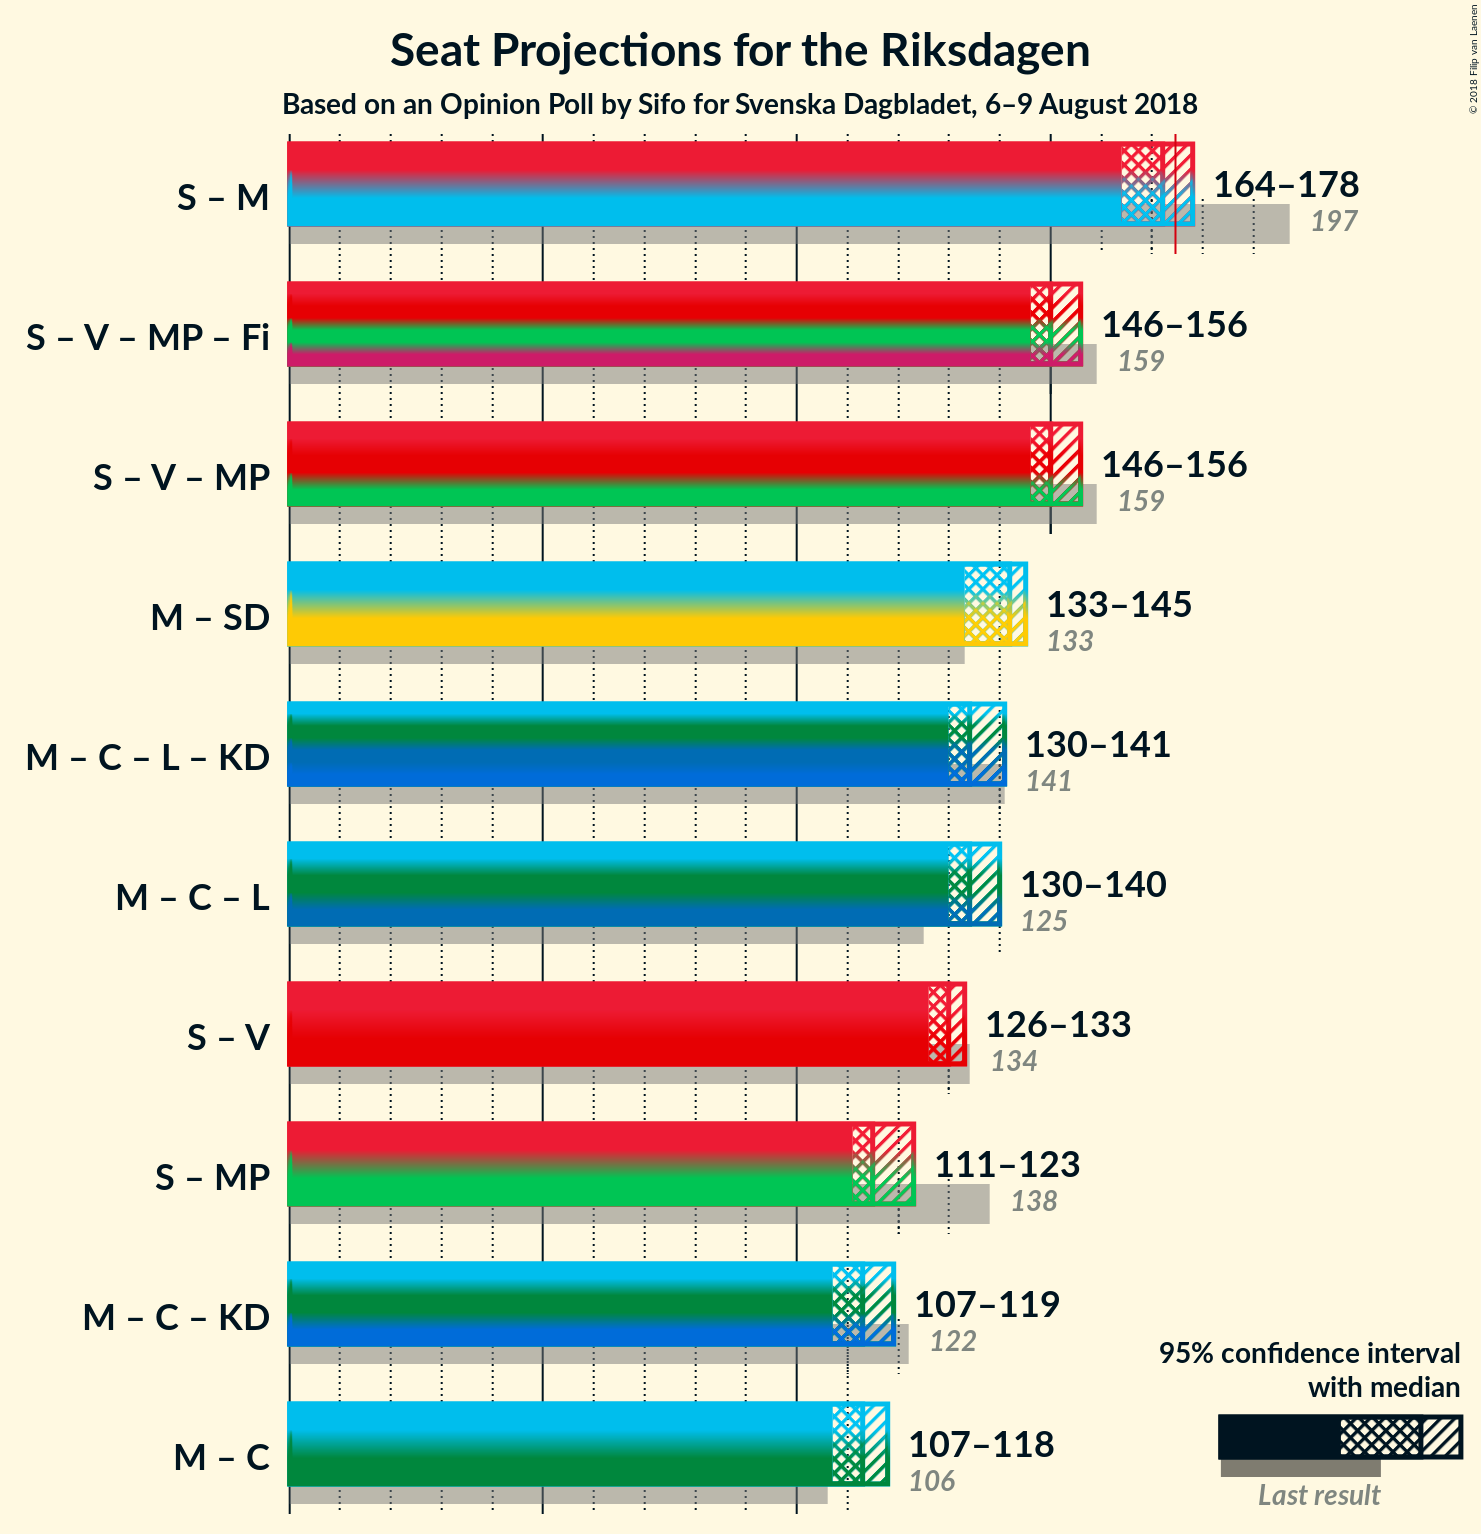 Seat Projections for the Riksdagen
Based on an Opinion Poll by Sifo for Svenska Dagbladet, 6–9 August 2018
© 2018 Filip van Laenen
S – M
164–178
197
S – V – MP – Fi
146–156
159
S – V – MP
146–156
159
M – SD
133–145
133
M – C – L – KD
130–141
141
M – C – L
130–140
125
S – V
126–133
134
S – MP
111–123
138
M – C – KD
107–119
122
M – C
107–118
106
95% confidence interval
with median
Last result